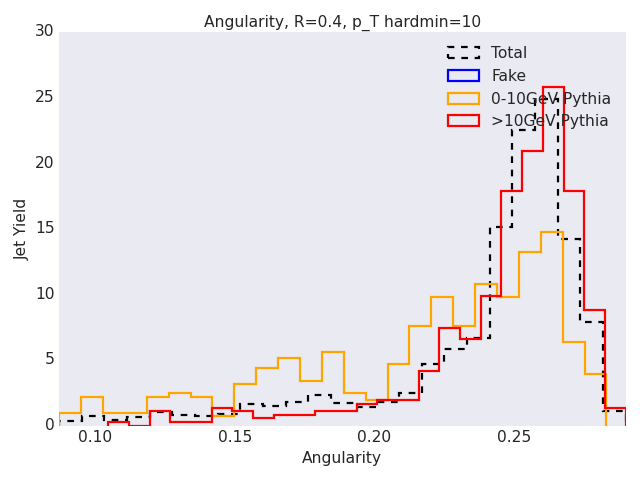 Angularity, R=0.4, p_T hardmin=10
30
25
20
15
10
5
0
Jet Yield
Total
Fake
0-10GeV Pythia
>10GeV Pythia
0.10
0.15
0.20
0.25
Angularity